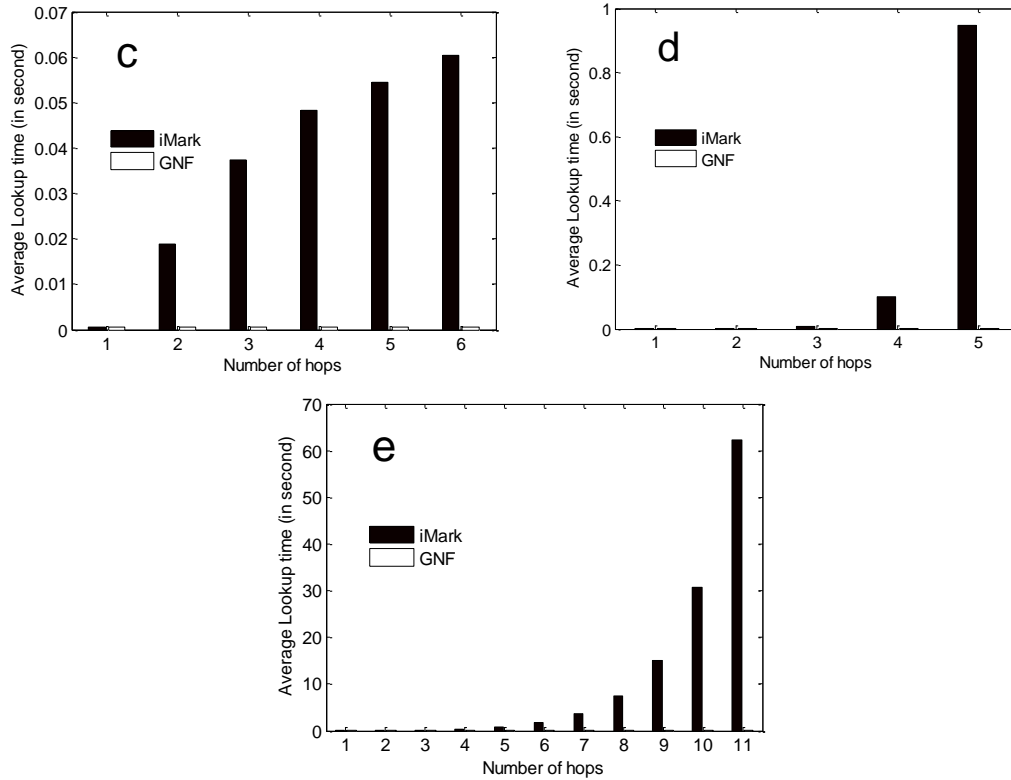 c
Average Lookup time (in second)
0.07
0.06
0.05
0.04
0.03
0.02
0.01
0
iMark
GNF
1 2 3 4 5 6
Number of hops
d
Average Lookup time (in second)
1
0.8
0.6
0.4
0.2
0
iMark
GNF
1 2 3 4 5
Number of hops
e
Average Lookup time (in second)
70
60
50
40
30
20
10
0
iMark
GNF
1 2 3 4 5 6 7 8 9 10 11
Number of hops